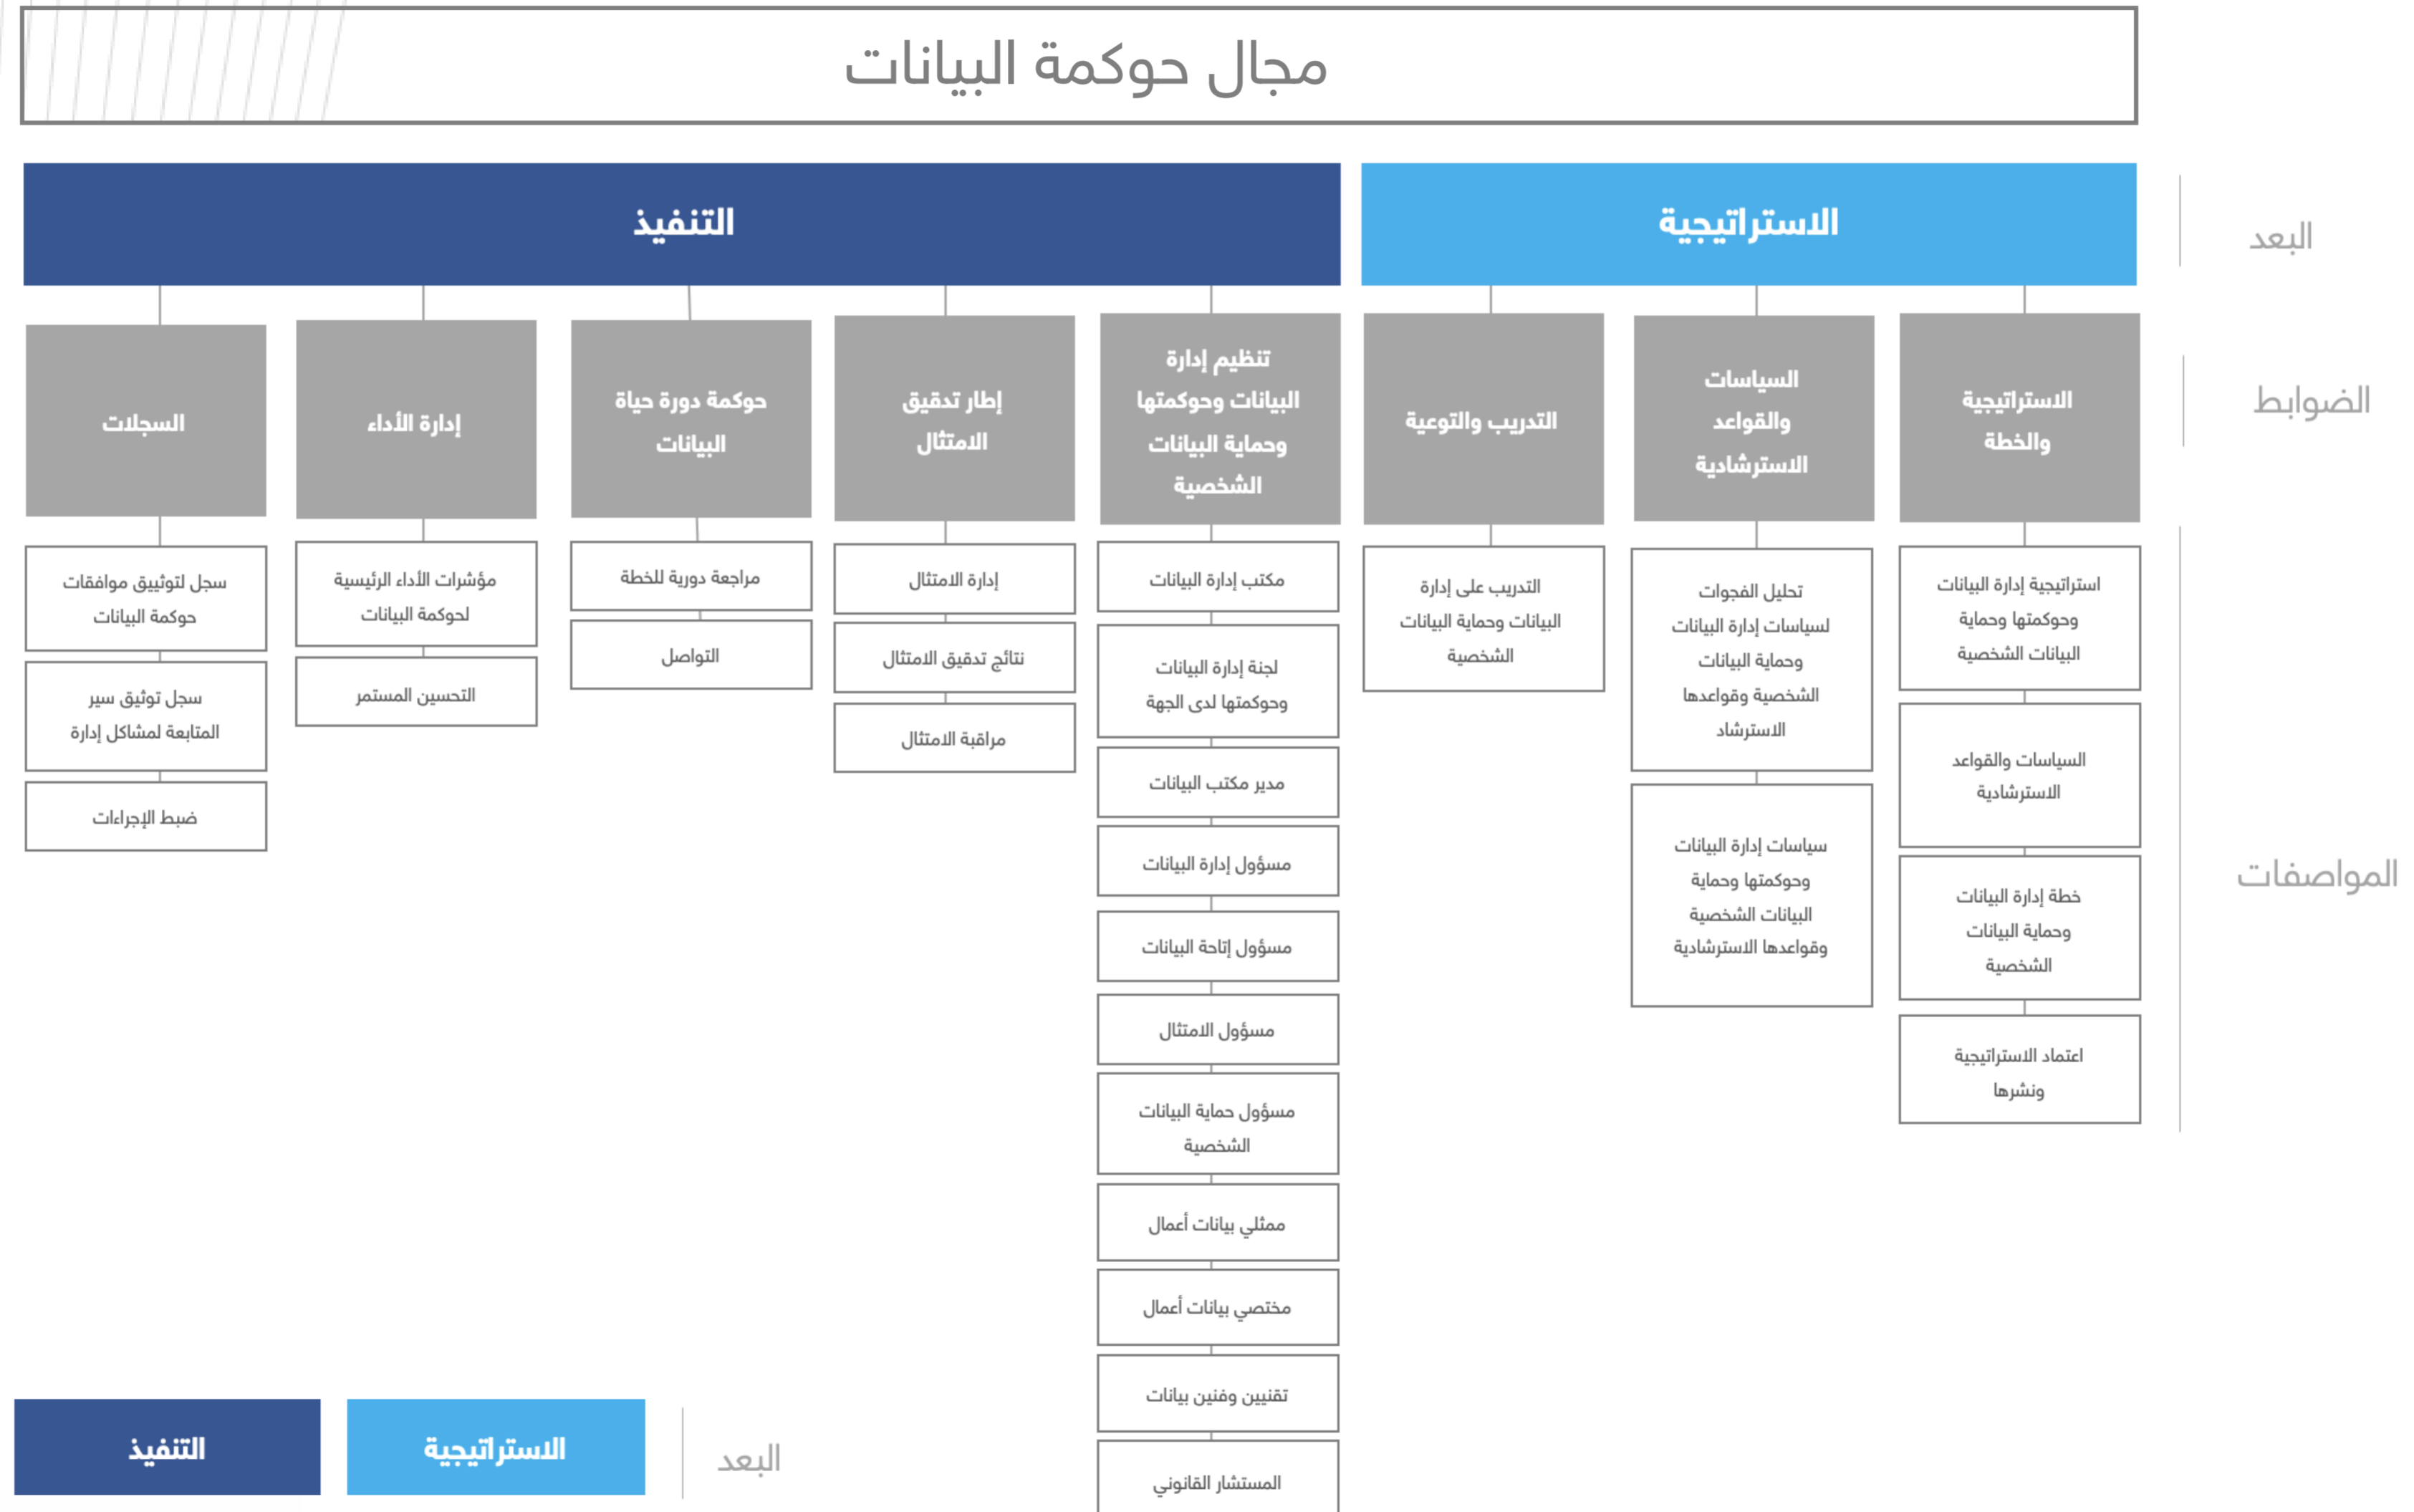 مجال حوكمة البيانات
البعد
الاستراتيجية
التنفيذ
الضوابط
الاستراتيجية
والخطة
السياسات
والقواعد
الاسترشادية
التدريب والتوعية
تنظيم إدارة
البيانات وحوكمتها
وحماية البيانات
الشخصية
إطار تدقيق
الامتثال
حوكمة دورة حياة
البيانات
إدارة الأداء
السجلات
المواصفات
استراتيجية إدارة البيانات
وحوكمتها وحماية
البيانات الشخصية
السياسات والقواعد
الاسترشادية
خطة إدارة البيانات
وحماية البيانات
الشخصية
اعتماد الاستراتيجية
ونشرها
تحليل الفجوات
لسياسات إدارة البيانات
وحماية البيانات
الشخصية وقواعدها
الاسترشاد
سياسات إدارة البيانات
وحوكمتها وحماية
البيانات الشخصية
وقواعدها الاسترشادية
التدريب على إدارة
البيانات وحماية البيانات
الشخصية
مكتب إدارة البيانات
لجنة إدارة البيانات
وحوكمتها لدى الجهة
مدير مكتب البيانات
مسؤول إدارة البيانات
مسؤول إتاحة البيانات
مسؤول الامتثال
مسؤول حماية البيانات
الشخصية
ممثلي بيانات أعمال
مختصي بيانات أعمال
تقنيين وفنين بيانات
المستشار القانوني
إدارة الامتثال
نتائج تدقيق الامتثال
مراقبة الامتثال
مراجعة دورية للخطة
التواصل
مؤشرات الأداء الرئيسية
لحوكمة البيانات
التحسين المستمر
سجل لتوثييق موافقات
حوكمة البيانات
سجل توثيق سير
المتابعة لمشاكل إدارة
ضبط الإجراءات
البعد
الاستراتيجية
التنفيذ